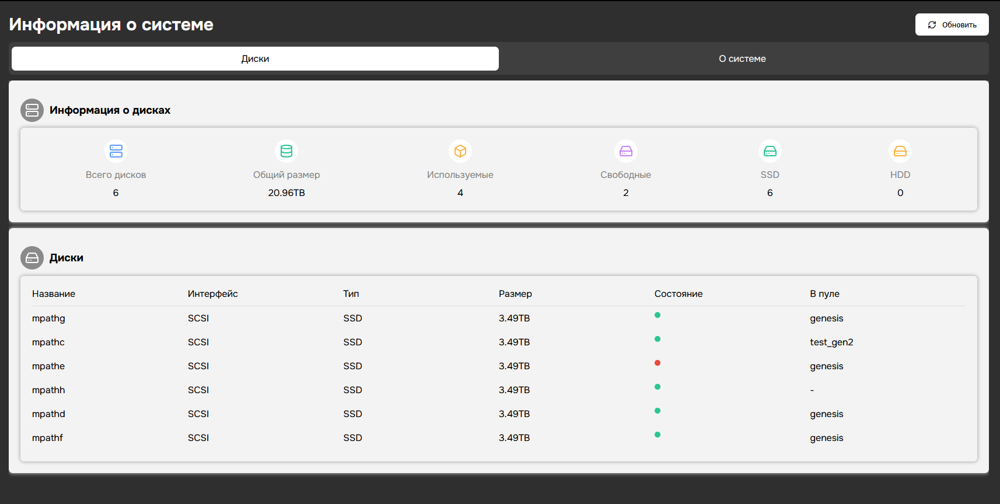 Информация о системе
Обновить
Диски
О системе
Информация о дисках
Всего дисков
6
Общий размер
20.96TB
Используемые
4
Свободные
2
SSD
6
HDD
0
Диски
Название Интерфейс Тип Размер Состояние В пуле
mpathg SCSI SSD 3.49TB genesis
mpathc SCSI SSD 3.49TB test_gen2
mpathe SCSI SSD 3.49TB genesis
mpathh SCSI SSD 3.49TB -
mpathd SCSI SSD 3.49TB genesis
mpathf SCSI SSD 3.49TB genesis